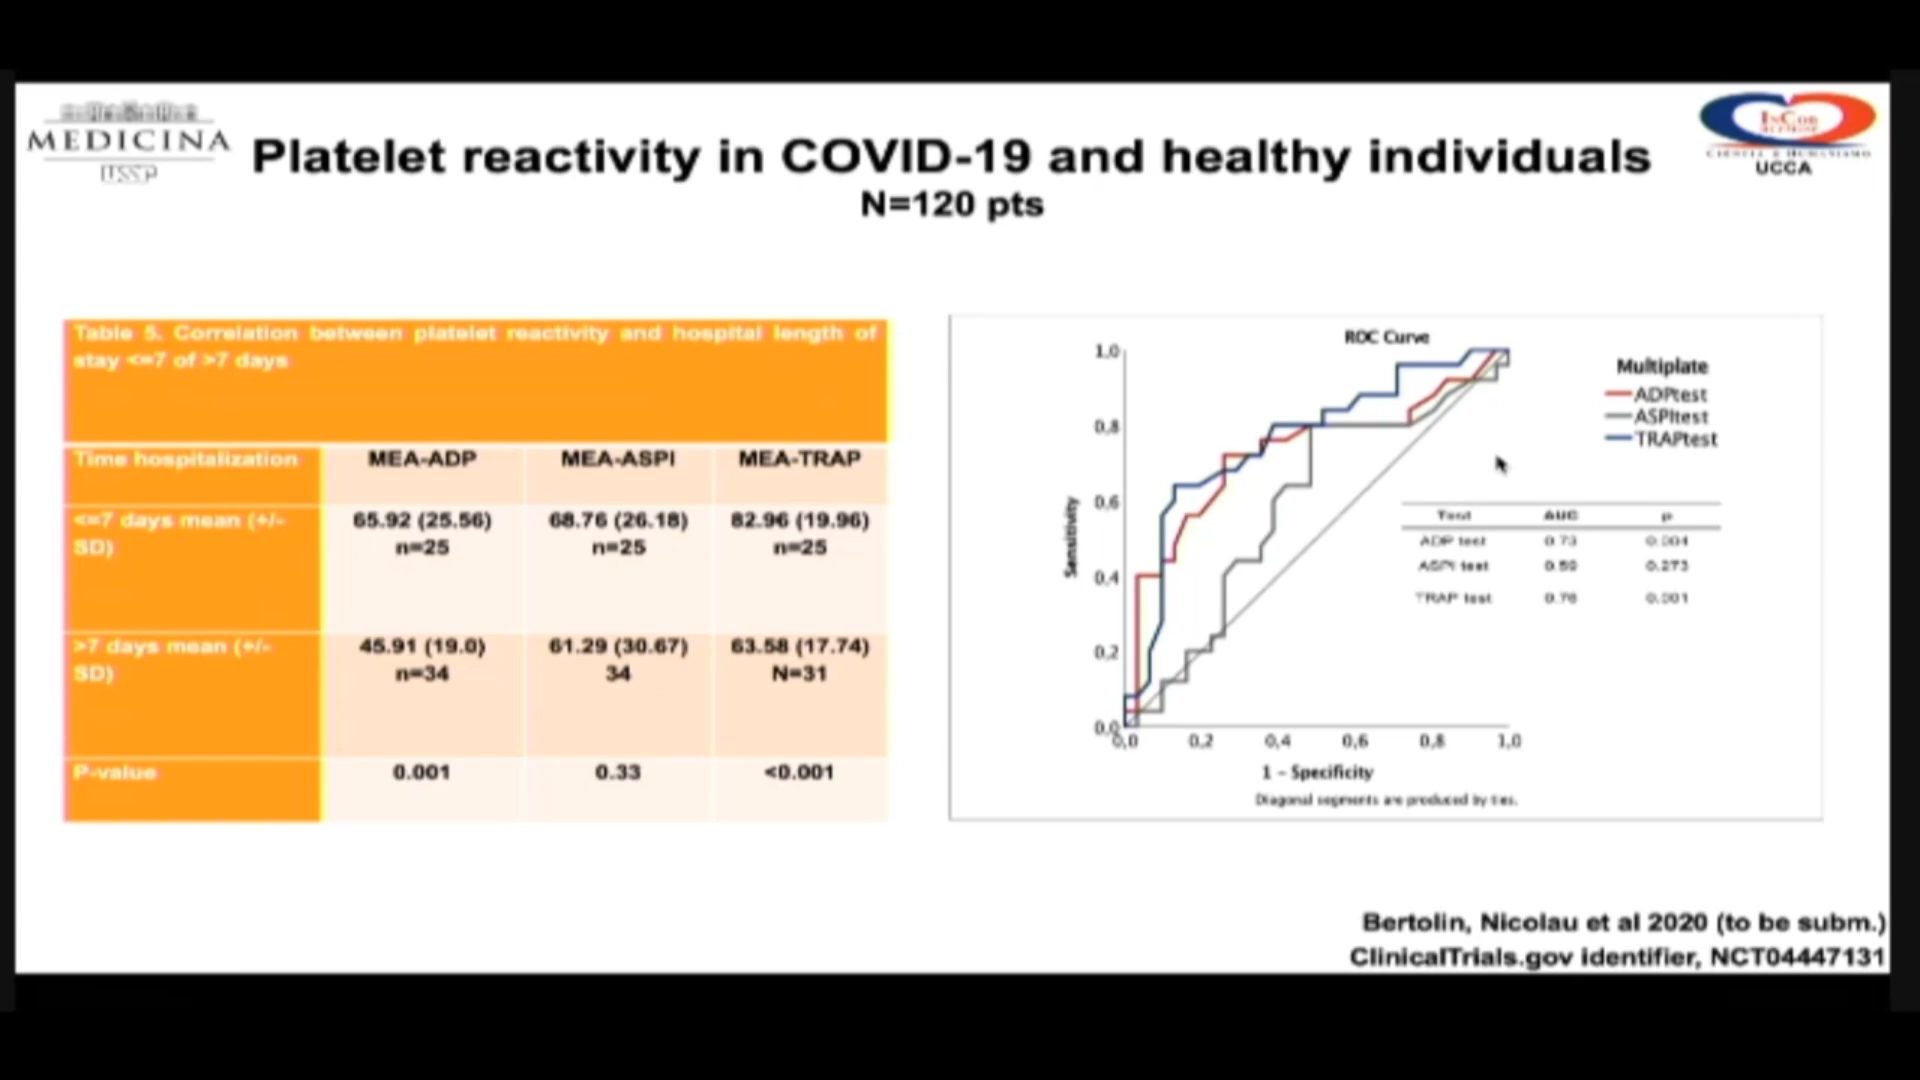 MEDICINA
USP
Platelet reactivity in COVID-19 and healthy individuals
N=120 pts
InCor
UCCA
Table 5. Correlation between platelet reactivity and hospital length of
stay <=7 of >7 days
Time hospitalization MEA-ADP MEA-ASPI MEA-TRAP
<=7 days mean (+/- 65.92 (25.56) 68.76 (26.18) 82.96 (19.96)
SD) n=25 n=25 n=25
>7 days mean (+/- 45.91 (19.0) 61.29 (30.67) 63.58 (17.74)
SD) n=34 34 N=31
P-value 0.001 0.33 <0.001
ROC Curve
Multiplate
ADPtest
ASPItest
TRAPtest
Sensitivity
1,0
0,8
0,6
0,4
0,2
0,0
0,0 0,2 0,4 0,6 0,8 1,0
1 - Specificity
Diagonal segments are produced by ties.
Test AUC p
ADP test 0.73
ASPI test 0.273
TRAP test 0.001
Bertolin, Nicolau et al 2020 (to be subm.)
ClinicalTrials.gov identifier, NCT04447131